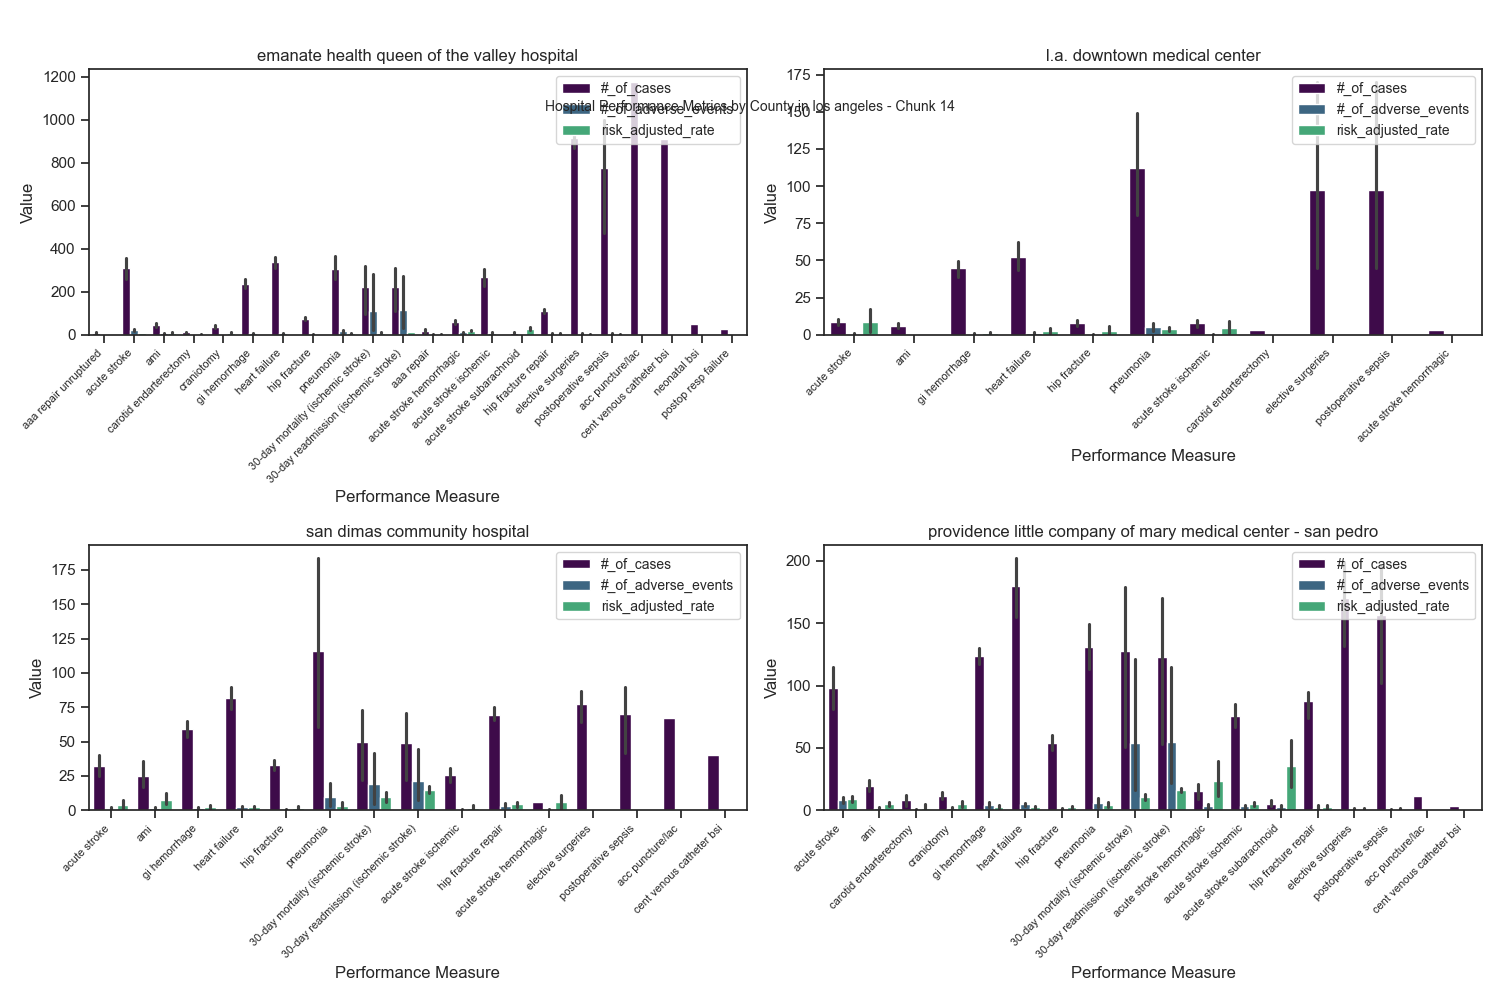 emanate health queen of the valley hospital
l.a. downtown medical center
Hospital Performance Metrics by County in los angeles - Chunk 14
1200
1000
800
600
400
200
0
Value
#_of_cases
#_of_adverse_events
risk_adjusted_rate
aaa repair unruptured
acute stroke
ami
carotid endarterectomy
craniotomy
gi hemorrhage
heart failure
hip fracture
pneumonia
30-day mortality (ischemic stroke)
30-day readmission (ischemic stroke)
aaa repair
acute stroke hemorrhagic
acute stroke ischemic
acute stroke subarachnoid
hip fracture repair
elective surgeries
postoperative sepsis
acc puncture/lac
cent venous catheter bsi
neonatal bsi
postop resp failure
Performance Measure
175
150
125
100
75
50
25
0
Value
#_of_cases
#_of_adverse_events
risk_adjusted_rate
acute stroke
ami
gi hemorrhage
heart failure
hip fracture
pneumonia
acute stroke ischemic
carotid endarterectomy
elective surgeries
postoperative sepsis
acute stroke hemorrhagic
Performance Measure
san dimas community hospital
175
150
125
100
75
50
25
0
Value
#_of_cases
#_of_adverse_events
risk_adjusted_rate
acute stroke
ami
gi hemorrhage
heart failure
hip fracture
pneumonia
30-day mortality (ischemic stroke)
30-day readmission (ischemic stroke)
acute stroke ischemic
hip fracture repair
acute stroke hemorrhagic
elective surgeries
postoperative sepsis
acc puncture/lac
cent venous catheter bsi
Performance Measure
providence little company of mary medical center - san pedro
200
150
100
50
0
Value
#_of_cases
#_of_adverse_events
risk_adjusted_rate
acute stroke
ami
carotid endarterectomy
craniotomy
gi hemorrhage
heart failure
hip fracture
pneumonia
30-day mortality (ischemic stroke)
30-day readmission (ischemic stroke)
acute stroke hemorrhagic
acute stroke ischemic
acute stroke subarachnoid
hip fracture repair
elective surgeries
postoperative sepsis
acc puncture/lac
cent venous catheter bsi
Performance Measure